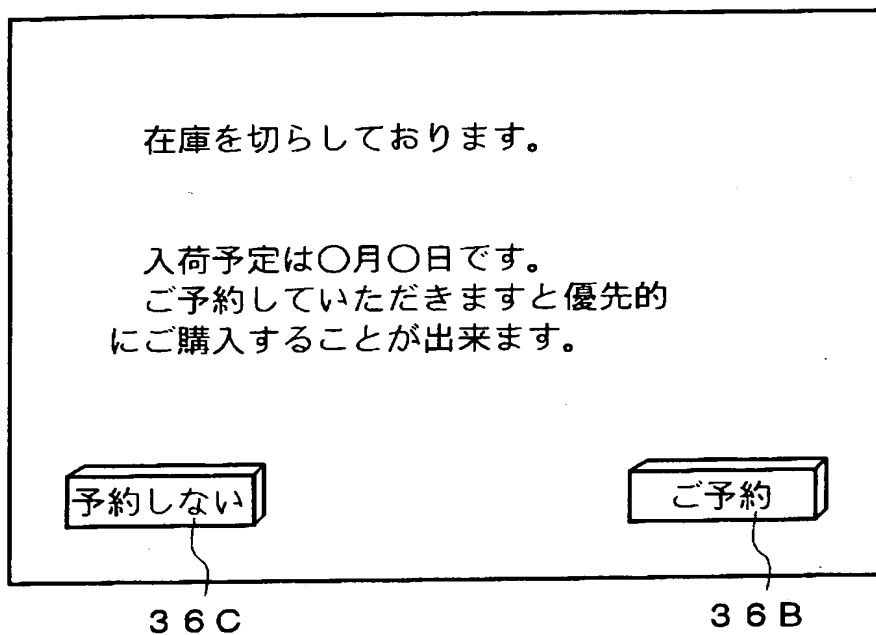 在庫を切らしております。
入荷予定は〇月〇日です。
ご予約していただきますと優先的
にご購入することが出来ます。
予約しない
ご予約
36C
36B